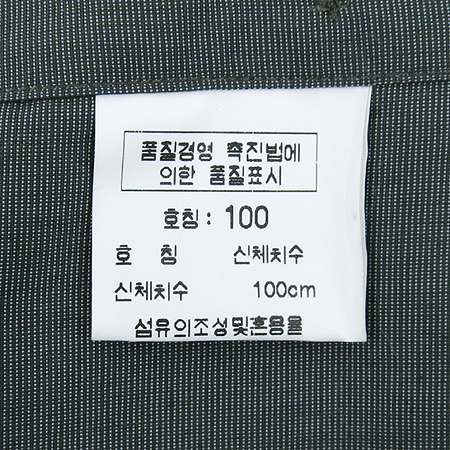 품질경영 촉진법에
의한 품질표시
호칭 : 100
호 칭 신체치수
신체치수 100cm
섬유의조성및혼용율